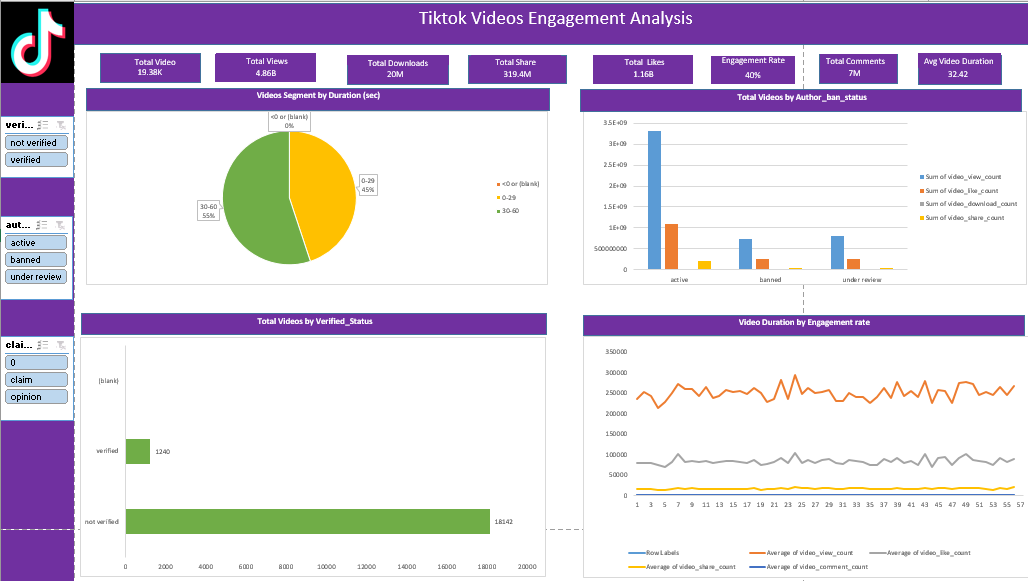 Tiktok Videos Engagement Analysis
Total Video
19.38K
Total Views
4.86B
Total Downloads
20M
Total Share
319.4M
Total Likes
1.16B
Engagement Rate
40%
Total Comments
7M
Avg Video Duration
32.42
veri...
not verified
verified
aut...
active
banned
under review
clai...
0
claim
opinion
Videos Segment by Duration (sec)
<0 or (blank)
0%
0-29
45%
30-60
55%
<0 or (blank)
0-29
30-60
Total Videos by Author_ban_status
3.5E+09
3E+09
2.5E+09
2E+09
1.5E+09
1E+09
500000000
0
active banned under review
Sum of video_view_count
Sum of video_like_count
Sum of video_download_count
Sum of video_share_count
Total Videos by Verified_Status
(blank)
verified
1240
not verified
18142
0 2000 4000 6000 8000 10000 12000 14000 16000 18000 20000
Video Duration by Engagement rate
350000
300000
250000
200000
150000
100000
50000
0
1 3 5 7 9 11 13 15 17 19 21 23 25 27 29 31 33 35 37 39 41 43 45 47 49 51 53 55 57
Row Labels Average of video_view_count Average of video_like_count
Average of video_share_count Average of video_comment_count